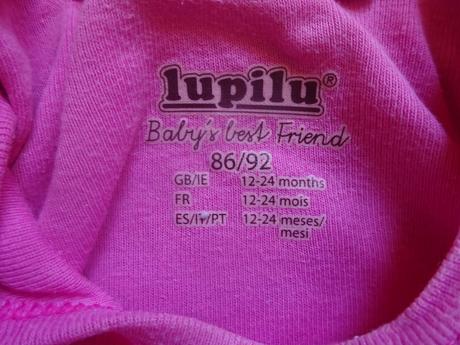 lupilu®
Baby's best Friend
86/92
GB/IE 12-24 months
FR 12-24 mois
ES/IT/PT 12-24 meses/
mesi